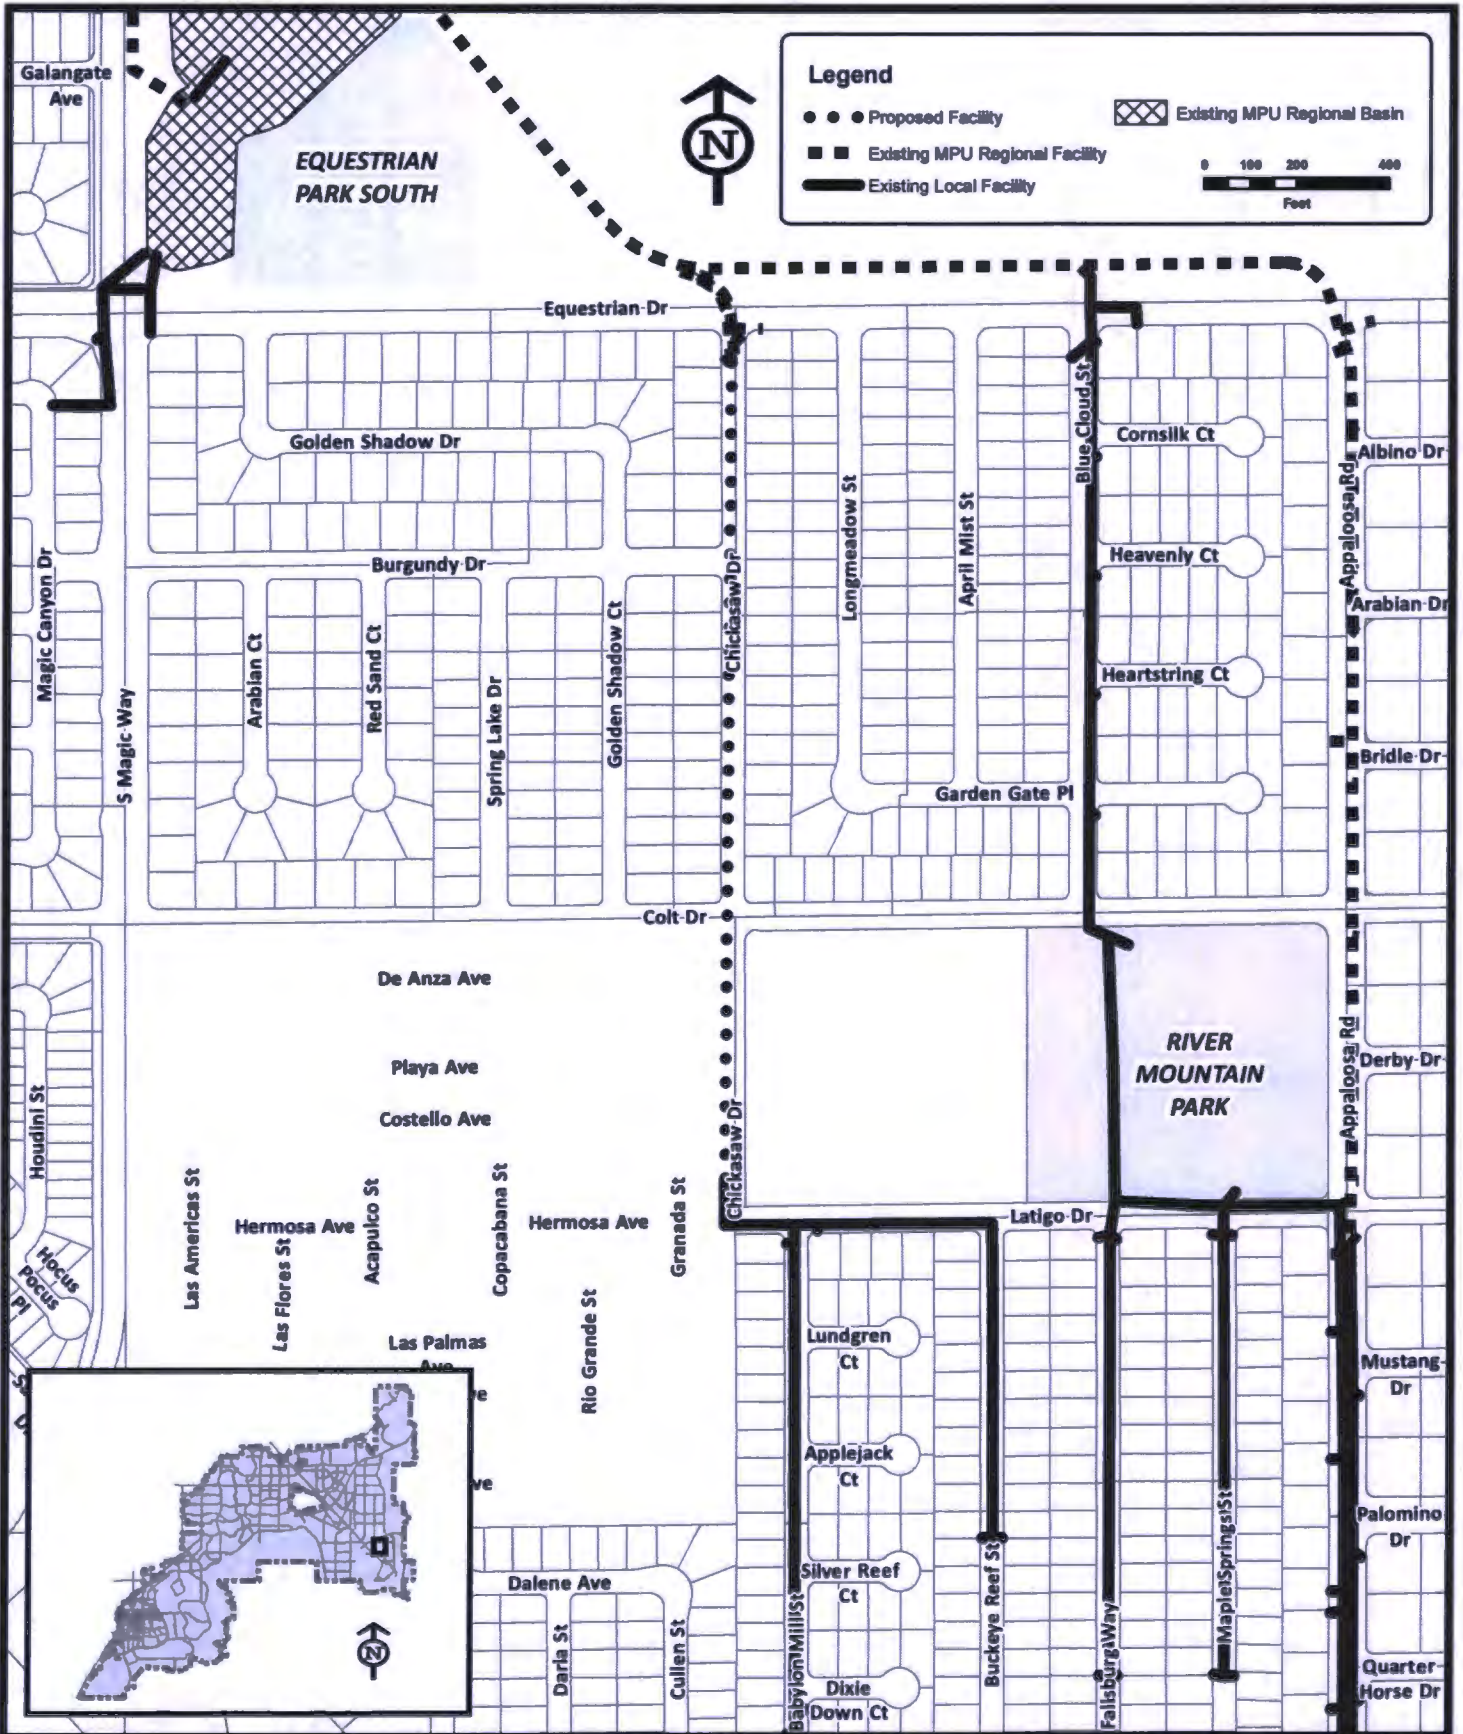 Galangate
Ave
EQUESTRIAN
PARK SOUTH
N
Legend
Proposed Facility
Existing MPU Regional Basin
Existing MPU Regional Facility
Existing Local Facility
0 100 200 400
Feet
Equestrian Dr
Golden Shadow Dr
Blue Cloud St
Cornsilk Ct
Albino Dr
Appaloosa Rd
Longmeadow St
April Mist St
Heavenly Ct
Burgundy Dr
Chickasaw Dr
Magic Canyon Dr
Arabian Dr
Arabian Ct
Red Sand Ct
Golden Shadow Ct
Heartstring Ct
S Magic Way
Spring Lake Dr
Bridle Dr
Garden Gate Pl
Colt Dr
De Anza Ave
RIVER
MOUNTAIN
PARK
Appaloosa Rd
Derby Dr
Playa Ave
Costello Ave
Houdini St
Chickasaw Dr
Las Americas St
Hermosa Ave
Las Flores St
Acapulco St
Copacabana St
Hermosa Ave
Rio Grande St
Granada St
Latigo Dr
Hocus
Pocus
Pl
Las Palmas
Ave
ve
ve
Lundgren
Ct
Mustang
Dr
Applejack
Ct
Palomino
Dr
Silver Reef
Ct
Dalene Ave
Darla St
Cullen St
Babylon Mill St
Buckeye Reef St
Fallsburg Way
Maple Springs St
Dixie
Down Ct
Quarter
Horse Dr
N